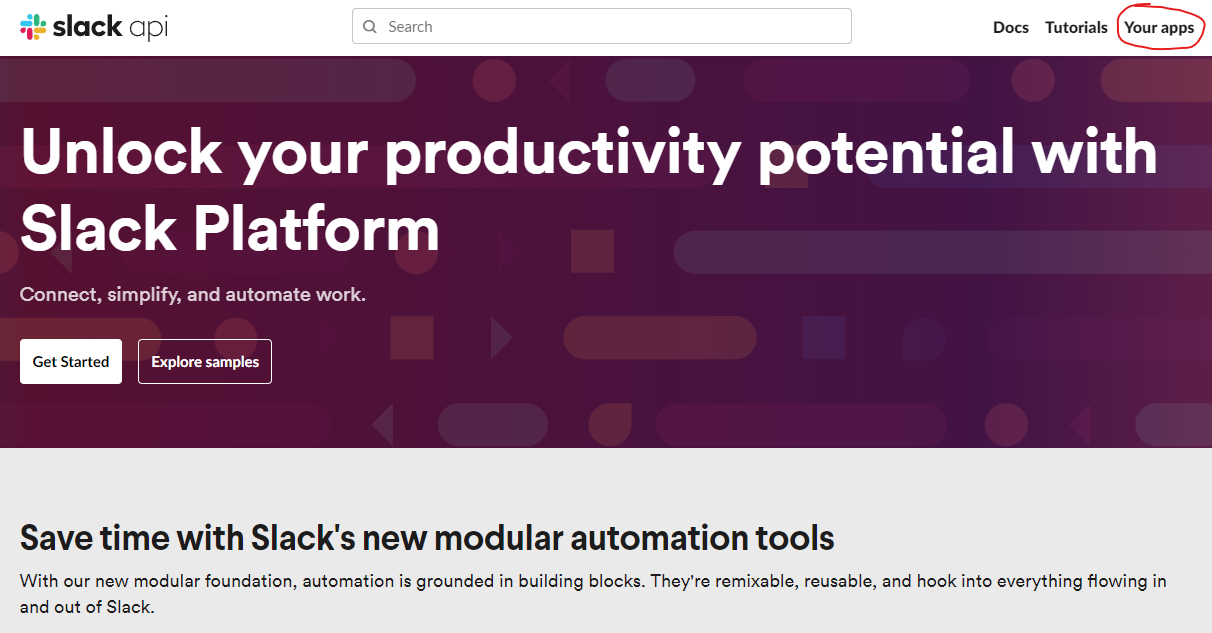 slack api
Search
Docs Tutorials Your apps
Unlock your productivity potential with
Slack Platform
Connect, simplify, and automate work.
Get Started Explore samples
Save time with Slack's new modular automation tools
With our new modular foundation, automation is grounded in building blocks. They're remixable, reusable, and hook into everything flowing in
and out of Slack.